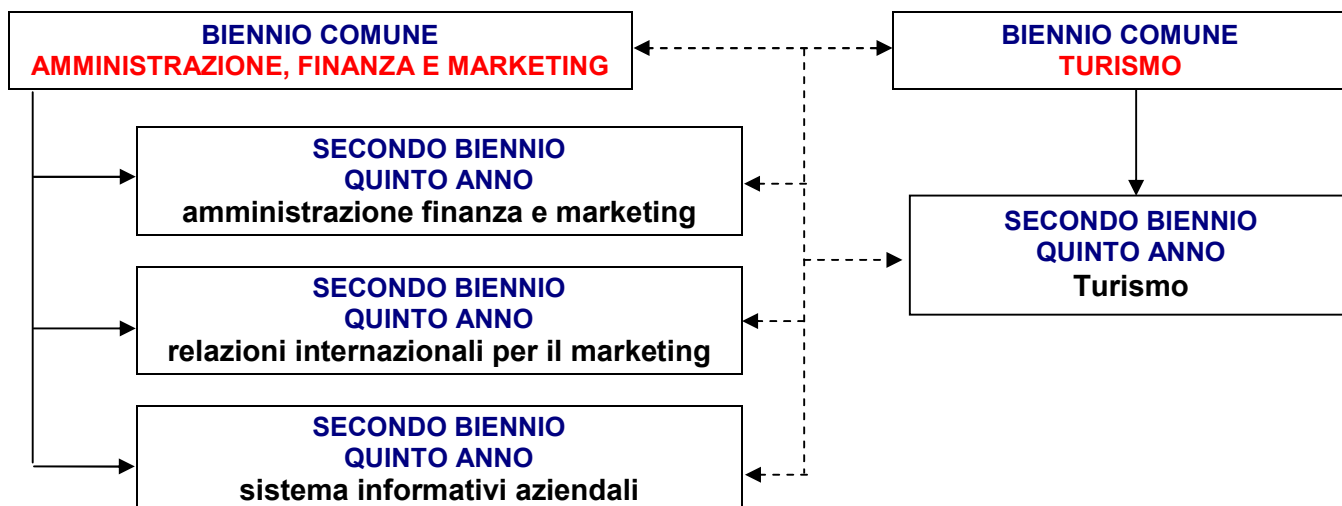 BIENNIO COMUNE
AMMINISTRAZIONE, FINANZA E MARKETING
BIENNIO COMUNE
TURISMO
SECONDO BIENNIO
QUINTO ANNO
amministrazione finanza e marketing
SECONDO BIENNIO
QUINTO ANNO
Turismo
SECONDO BIENNIO
QUINTO ANNO
relazioni internazionali per il marketing
SECONDO BIENNIO
QUINTO ANNO
sistema informativi aziendali